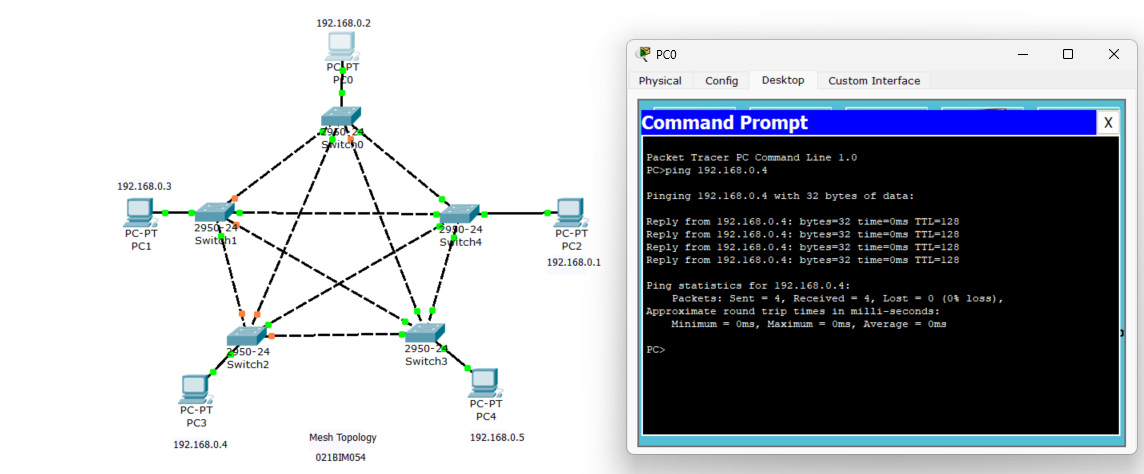 192.168.0.2
PC-PT
PC0
2950-24
Switch0
192.168.0.3
PC-PT
PC1
2950-24
Switch1
2950-24
Switch4
PC-PT
PC2
192.168.0.1
2950-24
Switch2
2950-24
Switch3
PC-PT
PC3
192.168.0.4
PC-PT
PC4
192.168.0.5
Mesh Topology
021BIM054
PC0
Physical Config Desktop Custom Interface
Command Prompt X
Packet Tracer PC Command Line 1.0
PC>ping 192.168.0.4
Pinging 192.168.0.4 with 32 bytes of data:
Reply from 192.168.0.4: bytes=32 time=0ms TTL=128
Reply from 192.168.0.4: bytes=32 time=0ms TTL=128
Reply from 192.168.0.4: bytes=32 time=0ms TTL=128
Reply from 192.168.0.4: bytes=32 time=0ms TTL=128
Ping statistics for 192.168.0.4:
Packets: Sent = 4, Received = 4, Lost = 0 (0% loss),
Approximate round trip times in milli-seconds:
Minimum = 0ms, Maximum = 0ms, Average = 0ms
PC>